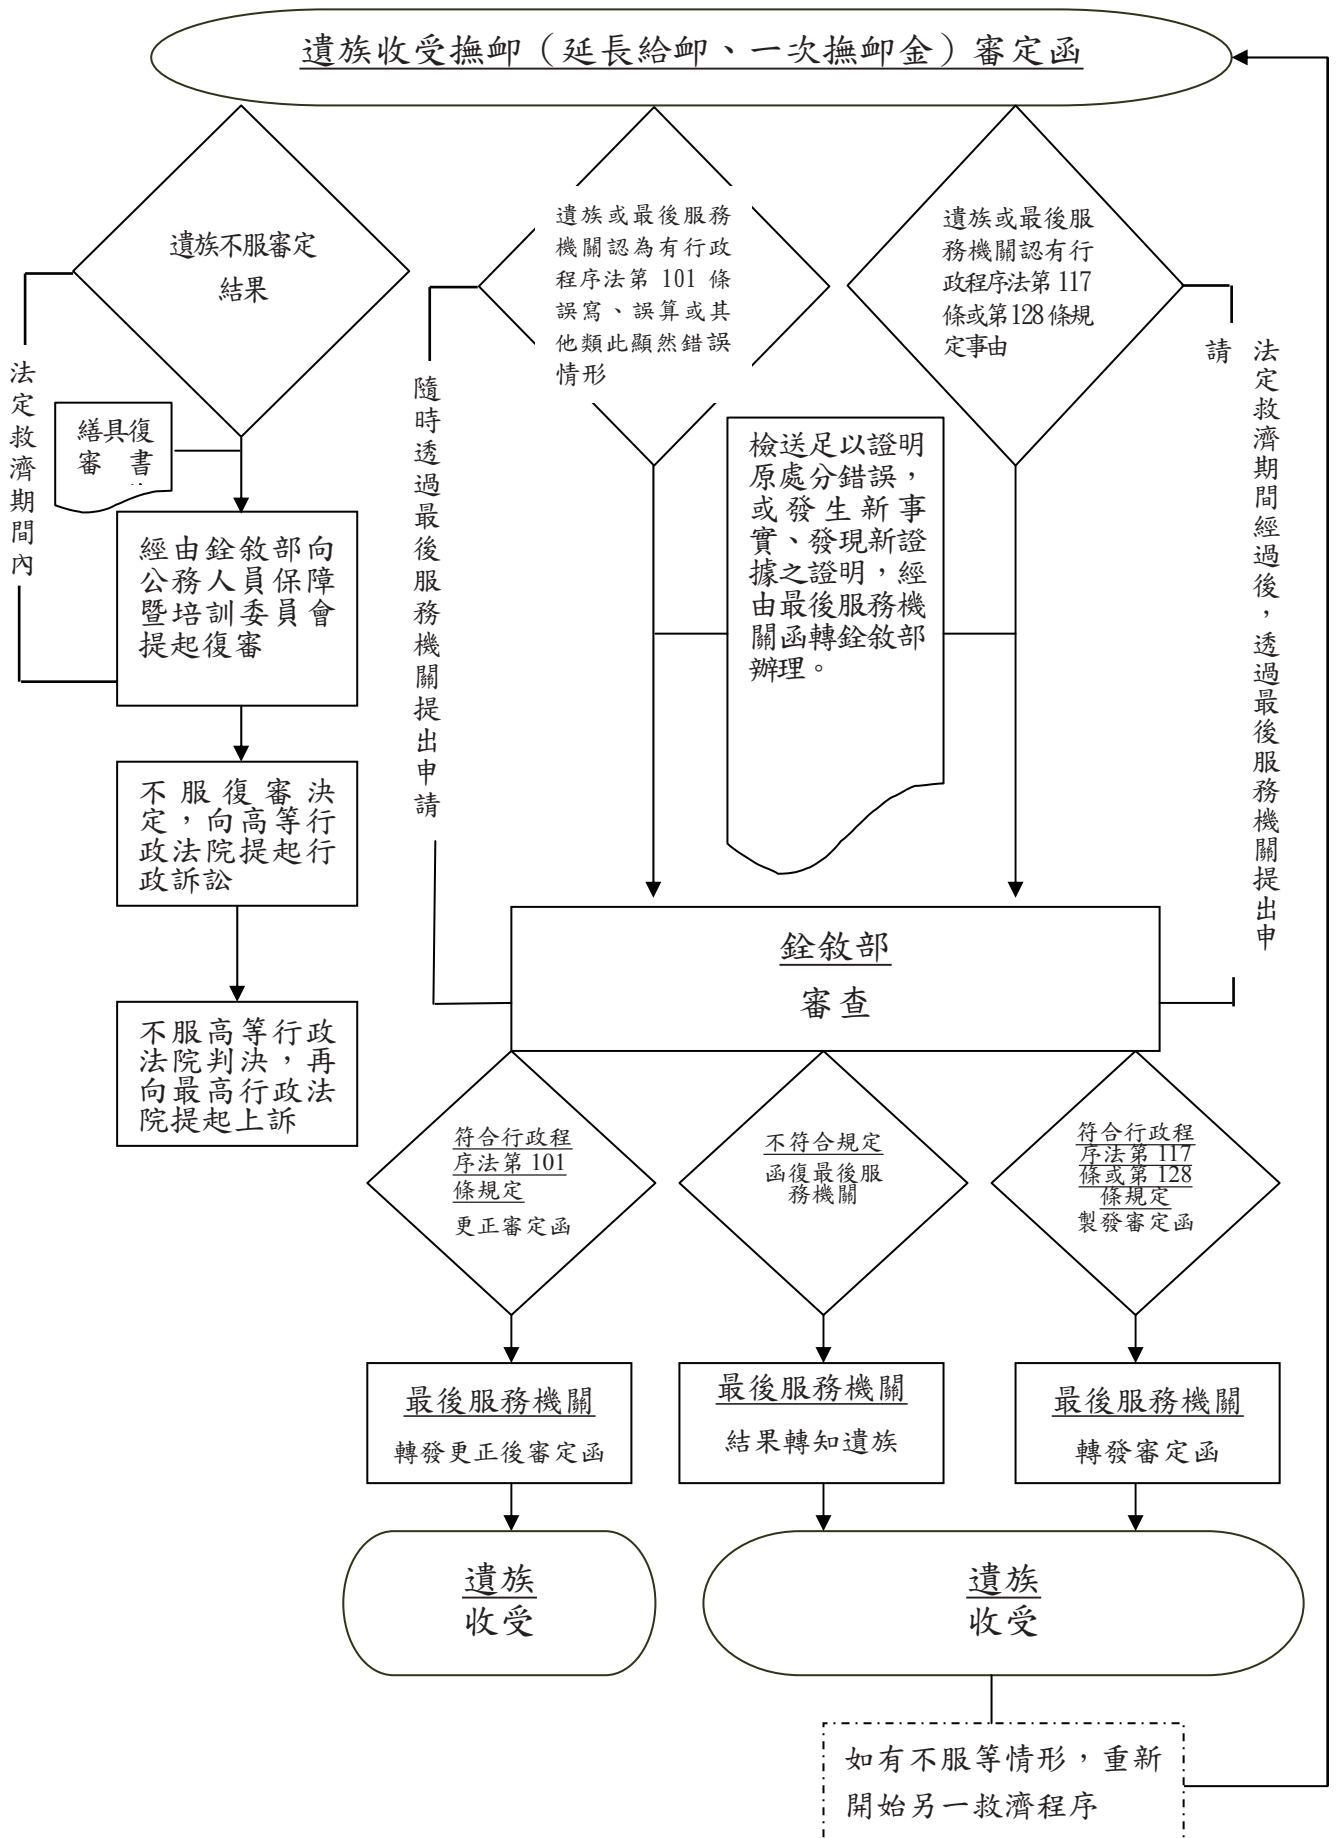 遺族收受撫卹（延長給卹、一次撫卹金）審定函
遺族不服審定
結果
遺族或最後服務
機關認為有行政
程序法第 101 條
誤寫、誤算或其
他類此顯然錯誤
情形
遺族或最後服
務機關認有行
政程序法第 117
條或第 128 條規
定事由
法定救濟期間內
繕具復
審　書
隨時透過最後服務機關提出申請
法定救濟期間經過後，透過最後服務機關提出申
請
檢送足以證明
原處分錯誤，
或發生新事
實、發現新證
據之證明，經
由最後服務機
關函轉銓敘部
辦理。
經由銓敘部向
公務人員保障
暨培訓委員會
提起復審
不服復審決
定，向高等行
政法院提起行
政訴訟
不服高等行政
法院判決，再
向最高行政法
院提起上訴
銓敘部
審查
符合行政程
序法第 101
條規定
更正審定函
不符合規定
函復最後服
務機關
符合行政程
序法第 117
條或第 128
條規定
製發審定函
最後服務機關
轉發更正後審定函
最後服務機關
結果轉知遺族
最後服務機關
轉發審定函
遺族
收受
遺族
收受
如有不服等情形，重新
開始另一救濟程序